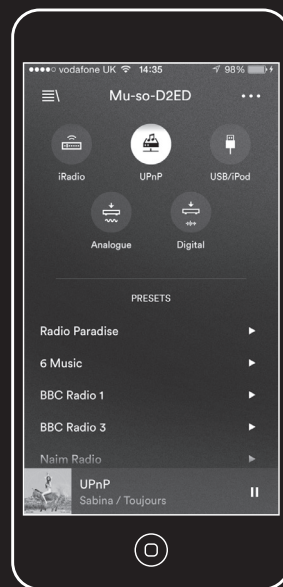 vodafone UK 14:35 98%
Mu-so-D2ED
iRadio UPnP USB/iPod
Analogue Digital
PRESETS
Radio Paradise
6 Music
BBC Radio 1
BBC Radio 3
Naim Radio
UPnP
Sabina / Toujours